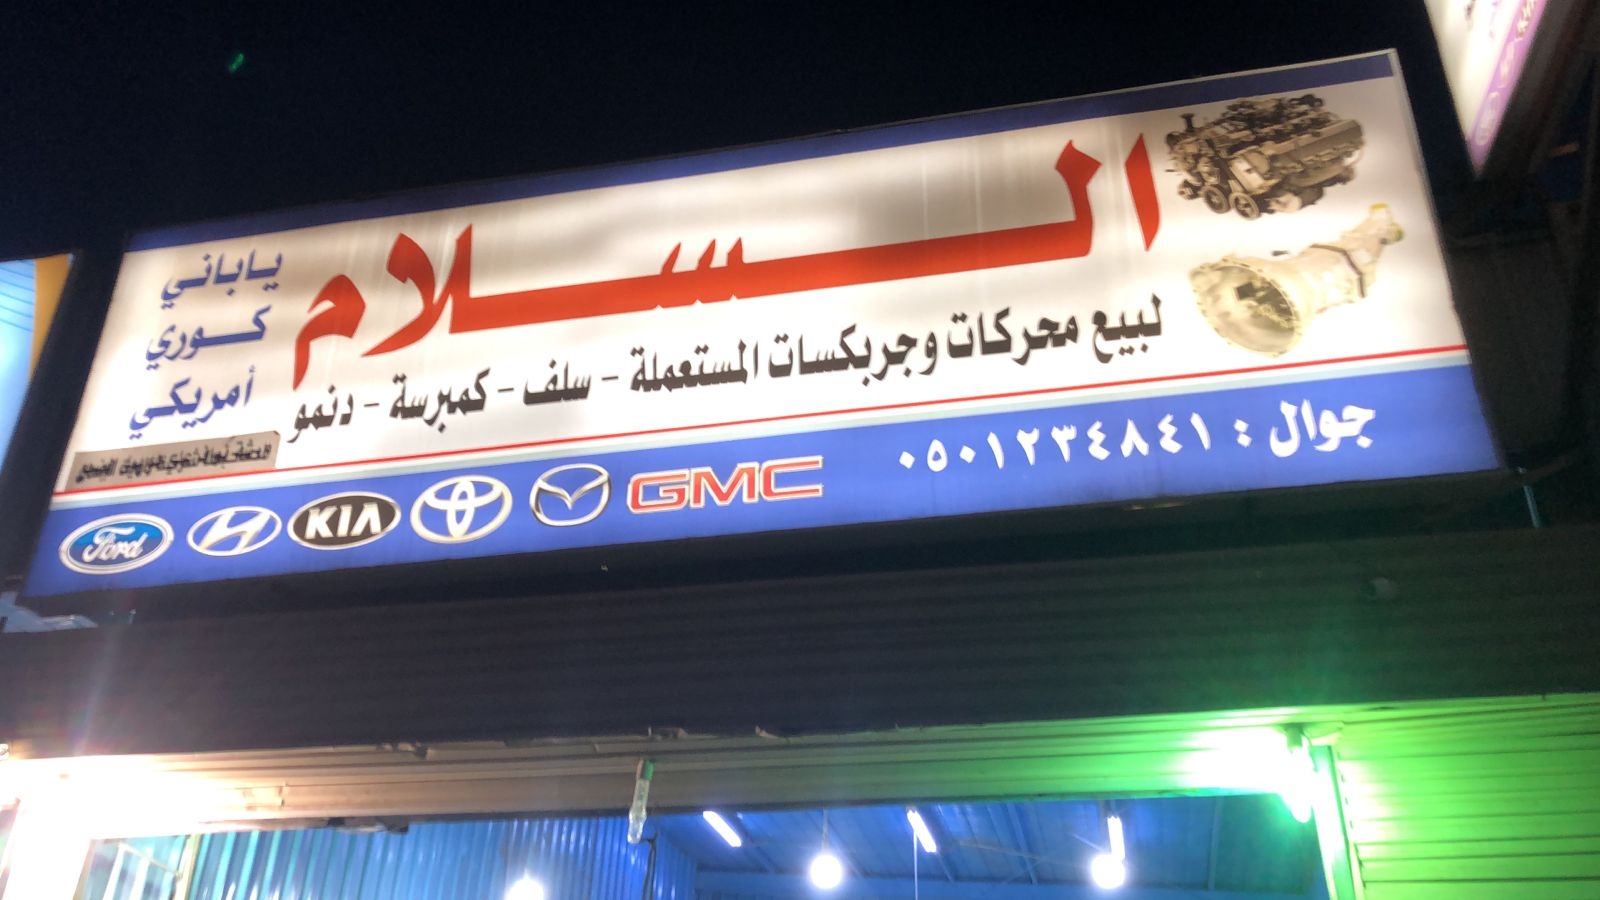 السلام
ياباني
كوري
أمريكي
لبيع محركات وجربكسات المستعملة - سلف - كمبرسة - دنمو
جوال : ٠٥٠١٢٣٤٨٤١
Ford
KIA
GMC